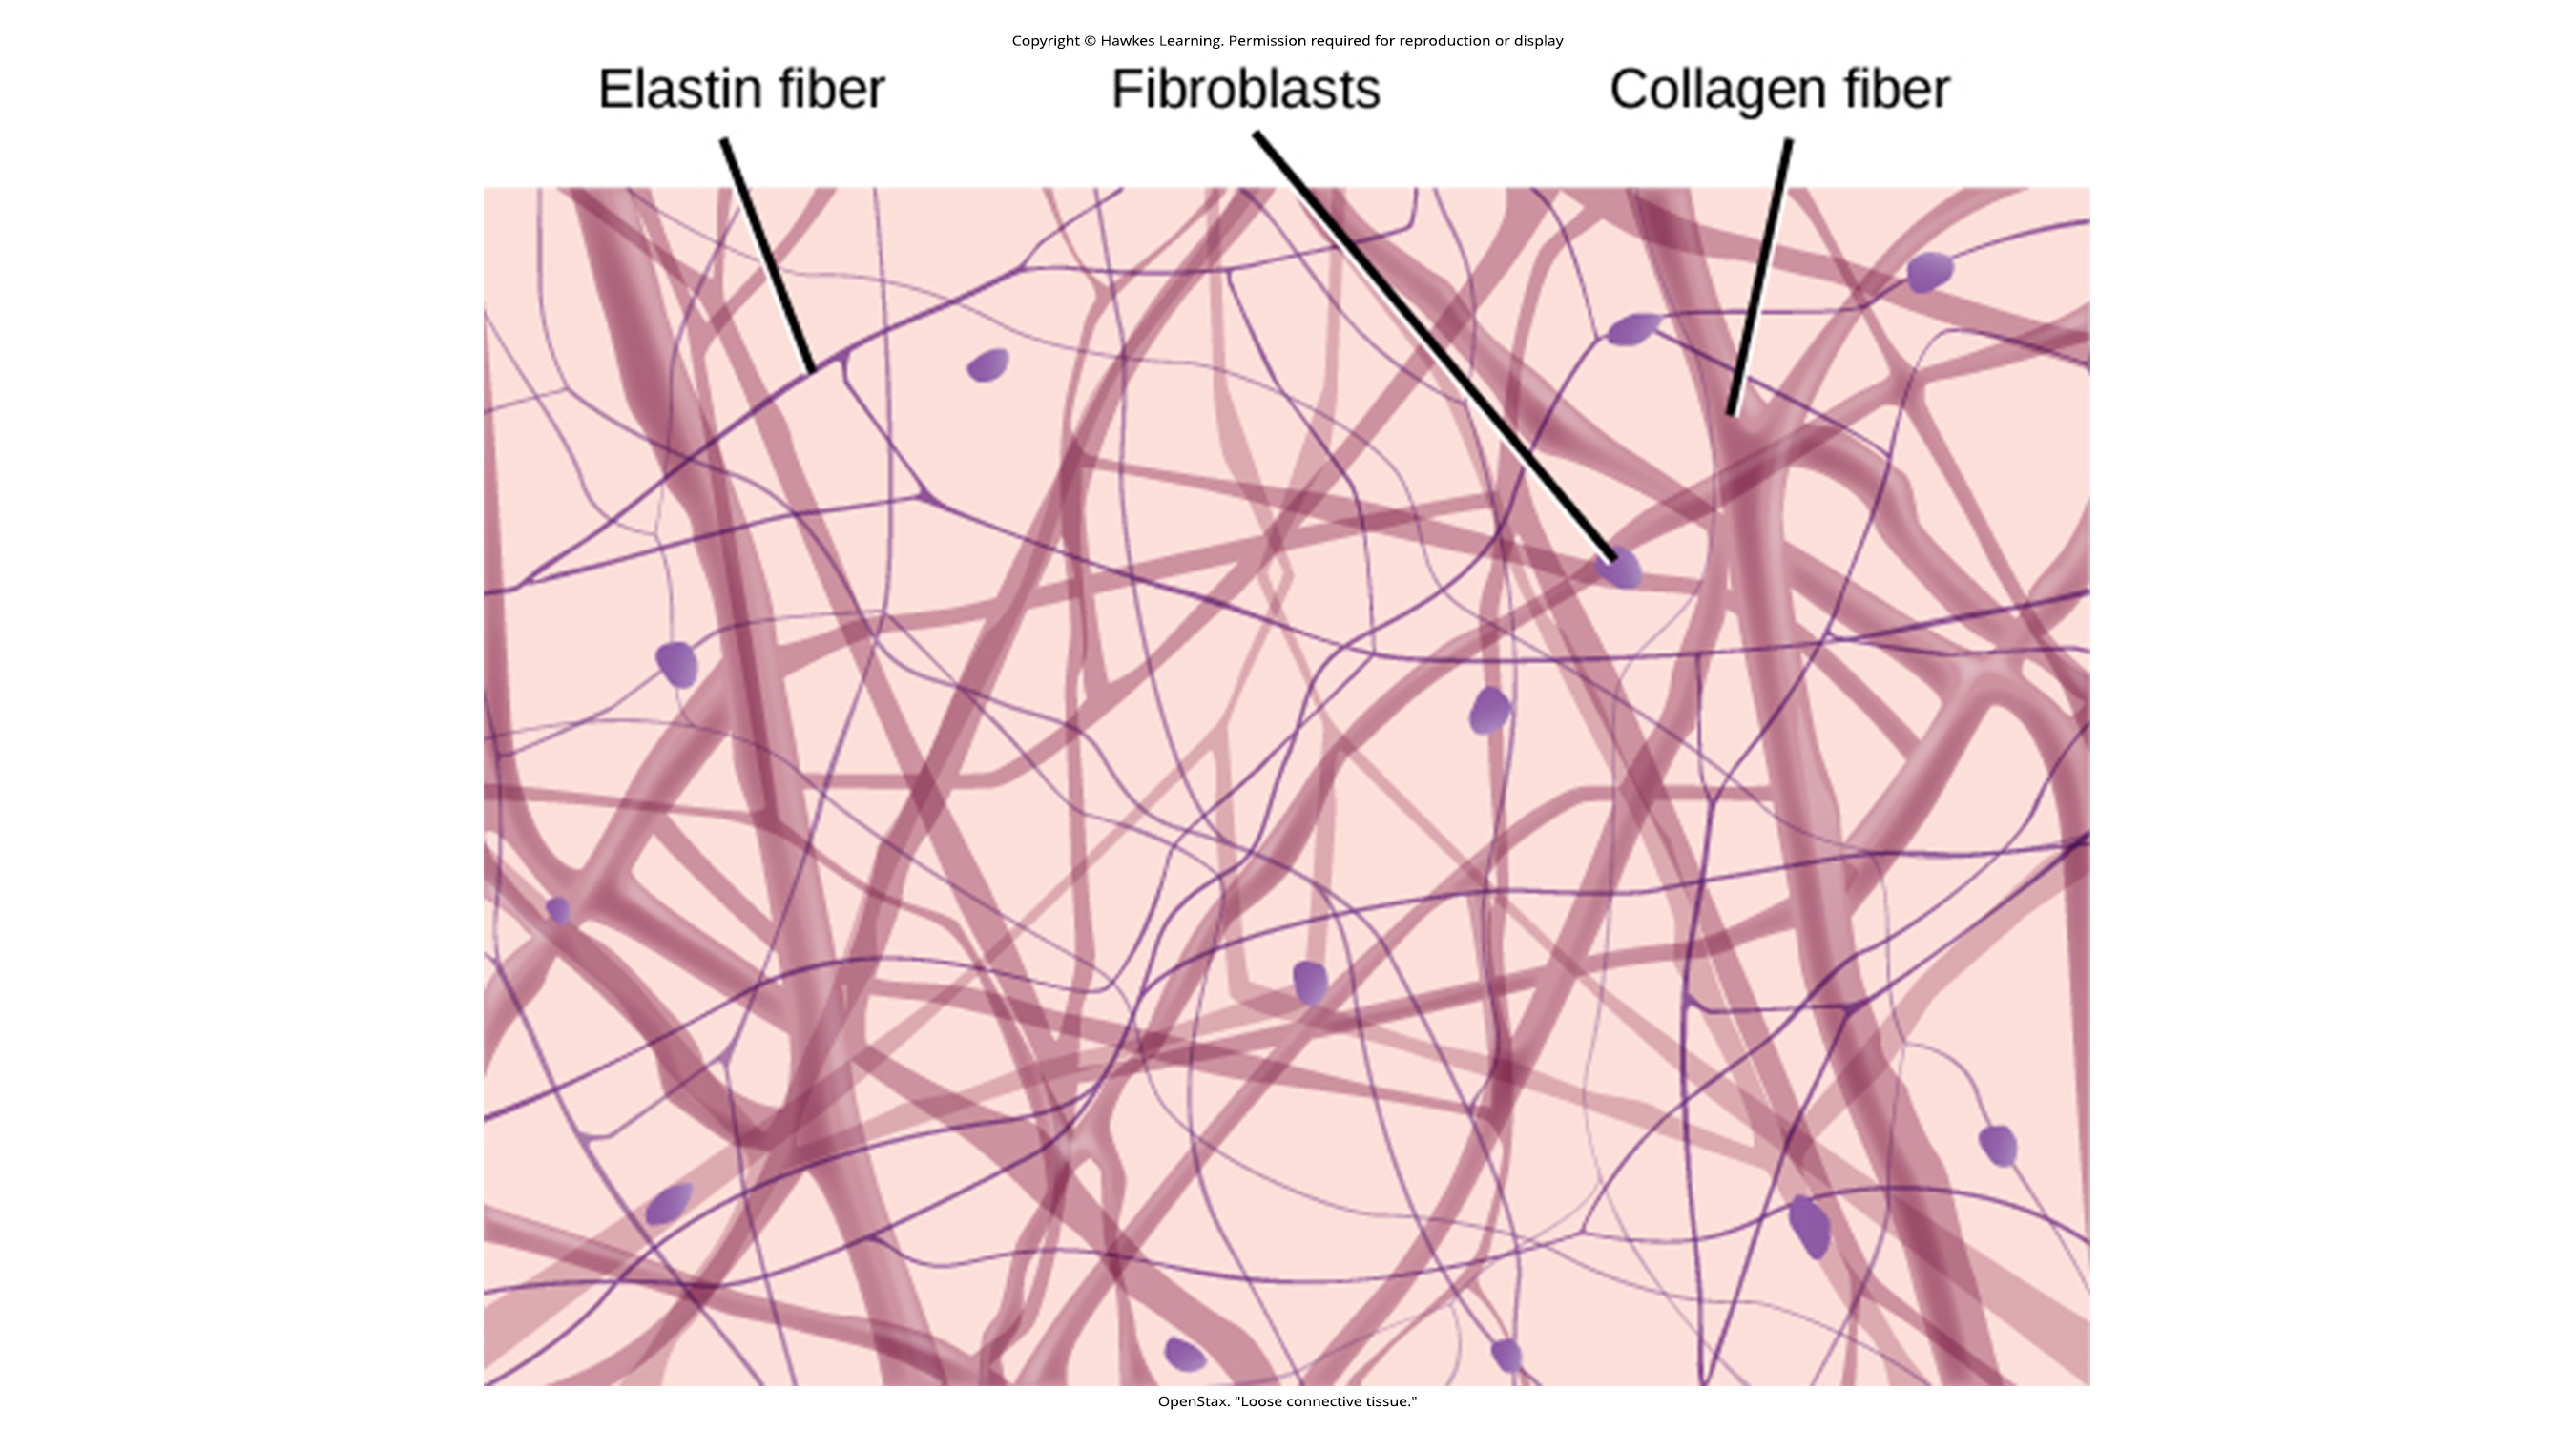 Copyright © Hawkes Learning. Permission required for reproduction or display
Elastin fiber
Fibroblasts
Collagen fiber
OpenStax. "Loose connective tissue."